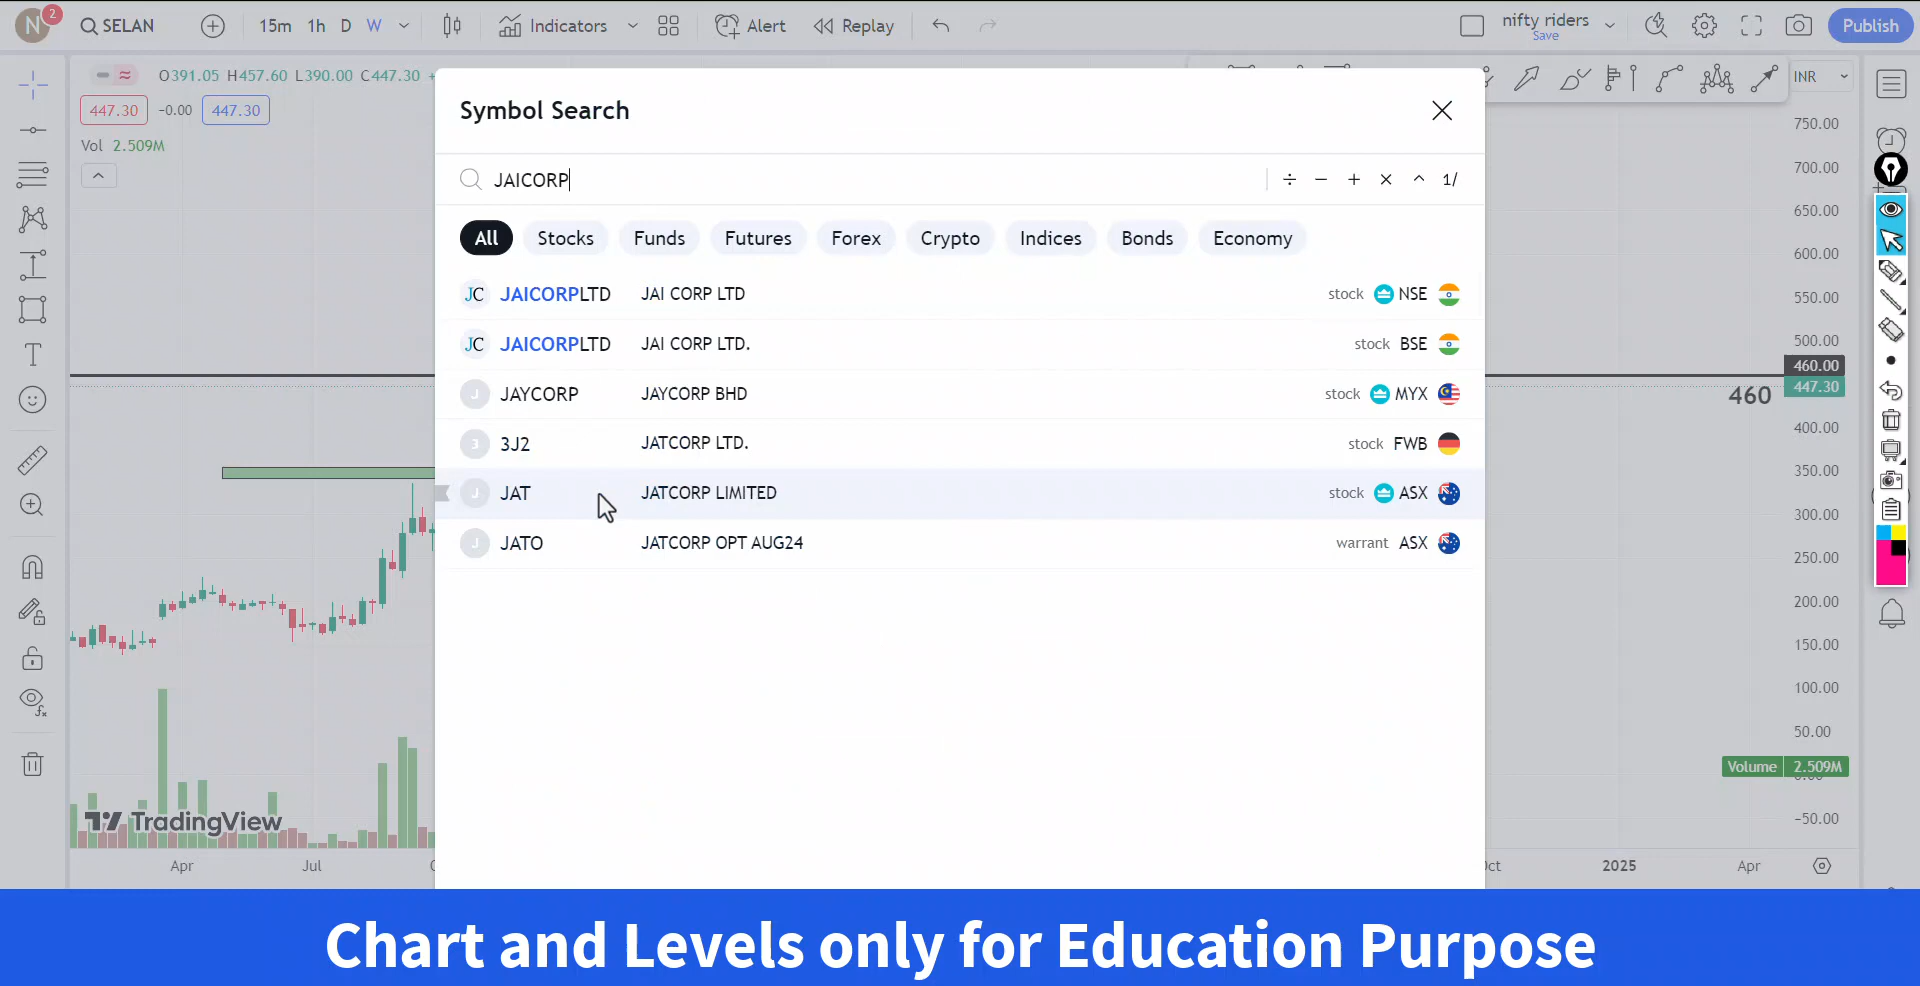 N 2 SELAN 15m 1h D W Indicators Alert Replay nifty riders Save Publish
O391.05 H457.60 L390.00 C447.30 +
INR
447.30 −0.00 447.30
Vol 2.509M
Symbol Search
JAICORP ÷ − + × ^ 1/
All Stocks Funds Futures Forex Crypto Indices Bonds Economy
JC JAICORPLTD JAI CORP LTD stock NSE
JC JAICORPLTD JAI CORP LTD. stock BSE
J JAYCORP JAYCORP BHD stock MYX
3 3J2 JATCORP LTD. stock FWB
J JAT JATCORP LIMITED stock ASX
J JATO JATCORP OPT AUG24 warrant ASX
750.00
700.00
650.00
600.00
550.00
500.00
460.00
447.30
460
400.00
350.00
300.00
250.00
200.00
150.00
100.00
50.00
Volume 2.509M
−50.00
TradingView
Apr Jul 2025 Apr
Chart and Levels only for Education Purpose